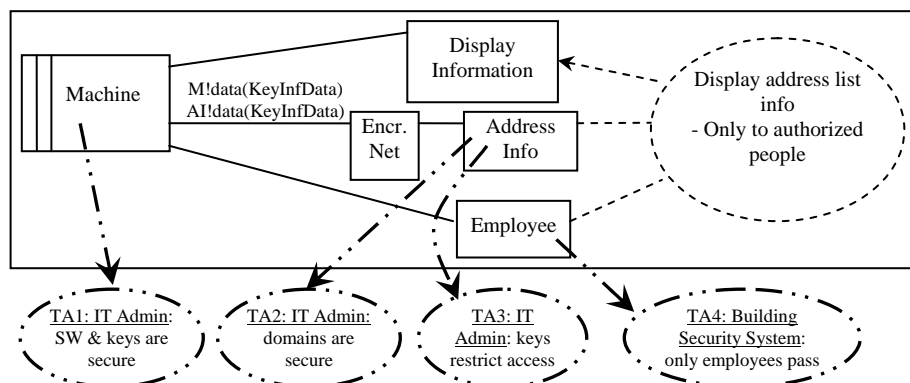 Display
Information
Machine
M!data(KeyInfData)
AI!data(KeyInfData)
Encr.
Net
Address
Info
Employee
Display address list
info
- Only to authorized
people
TA1: IT Admin:
SW & keys are
secure
TA2: IT Admin:
domains are
secure
TA3: IT
Admin: keys
restrict access
TA4: Building
Security System:
only employees pass